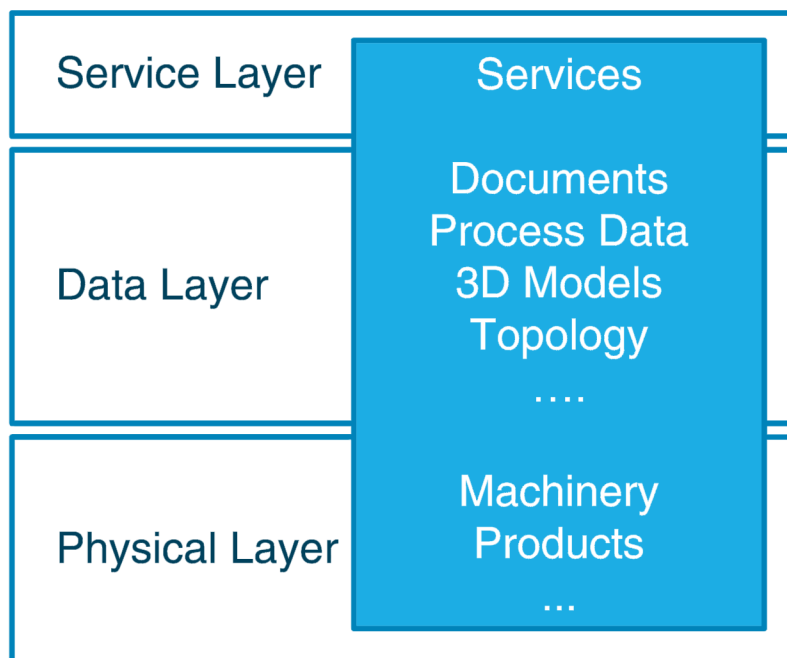 Service Layer
Services
Data Layer
Documents
Process Data
3D Models
Topology
....
Physical Layer
Machinery
Products
...